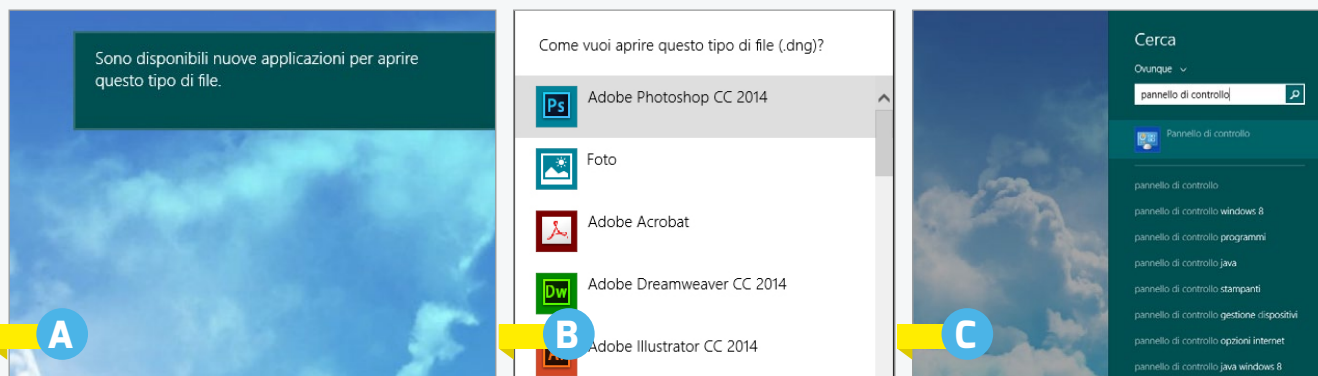 Sono disponibili nuove applicazioni per aprire
questo tipo di file.
A
Come vuoi aprire questo tipo di file (.dng)?
Ps
Adobe Photoshop CC 2014
Foto
Adobe Acrobat
Dw
Adobe Dreamweaver CC 2014
Adobe Illustrator CC 2014
B
Cerca
Ovunque
pannello di controllo
Pannello di controllo
pannello di controllo
pannello di controllo windows 8
pannello di controllo programmi
pannello di controllo java
pannello di controllo stampanti
pannello di controllo gestione dispositivi
pannello di controllo opzioni internet
pannello di controllo java windows 8
C